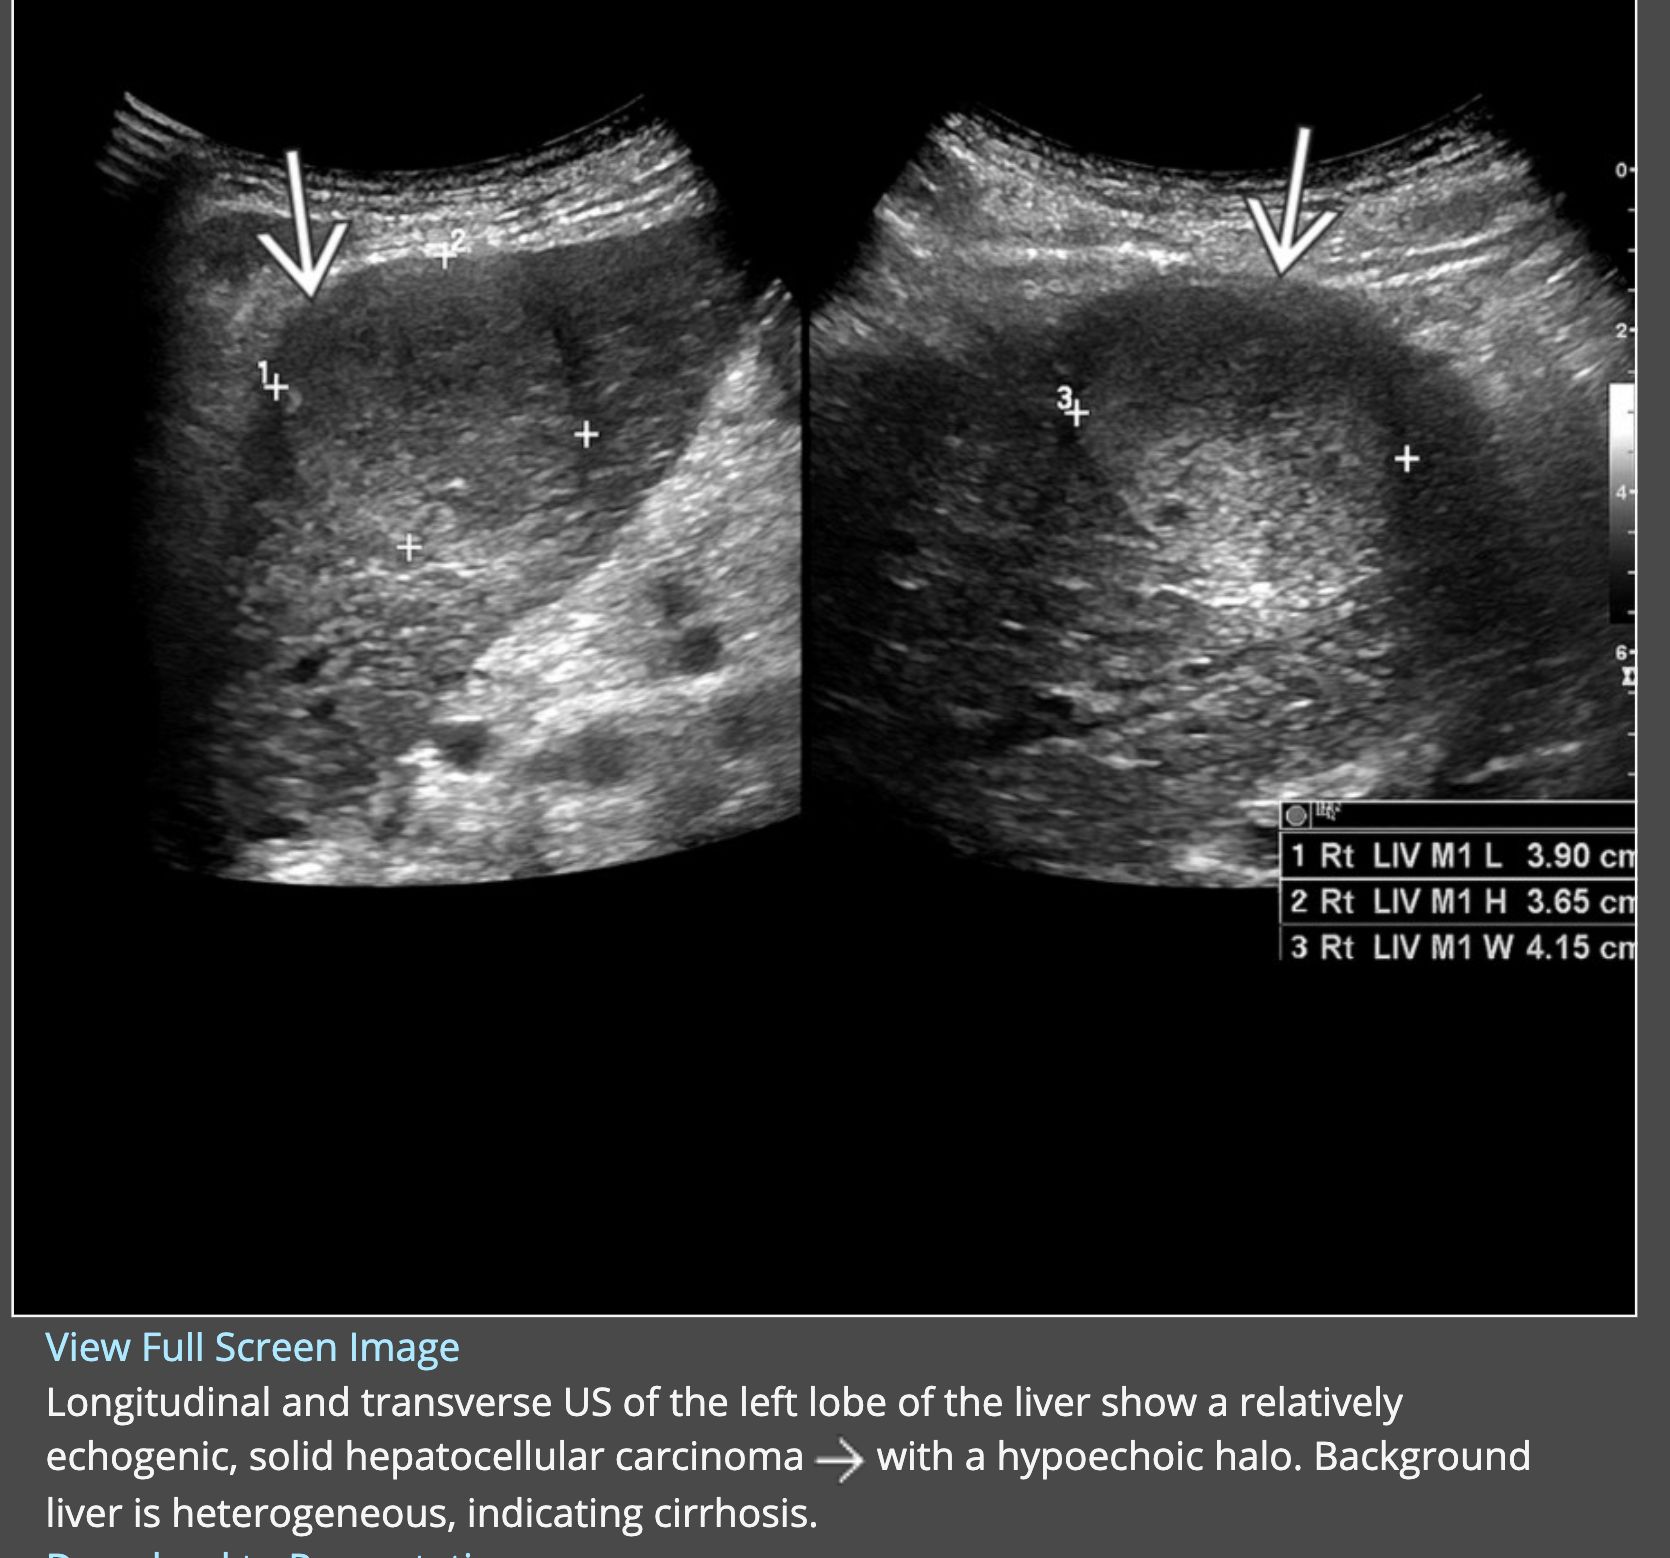 2
1
3
0
2
4
6
1 Rt LIV M1 L 3.90 cm
2 Rt LIV M1 H 3.65 cm
3 Rt LIV M1 W 4.15 cm
View Full Screen Image
Longitudinal and transverse US of the left lobe of the liver show a relatively
echogenic, solid hepatocellular carcinoma → with a hypoechoic halo. Background
liver is heterogeneous, indicating cirrhosis.